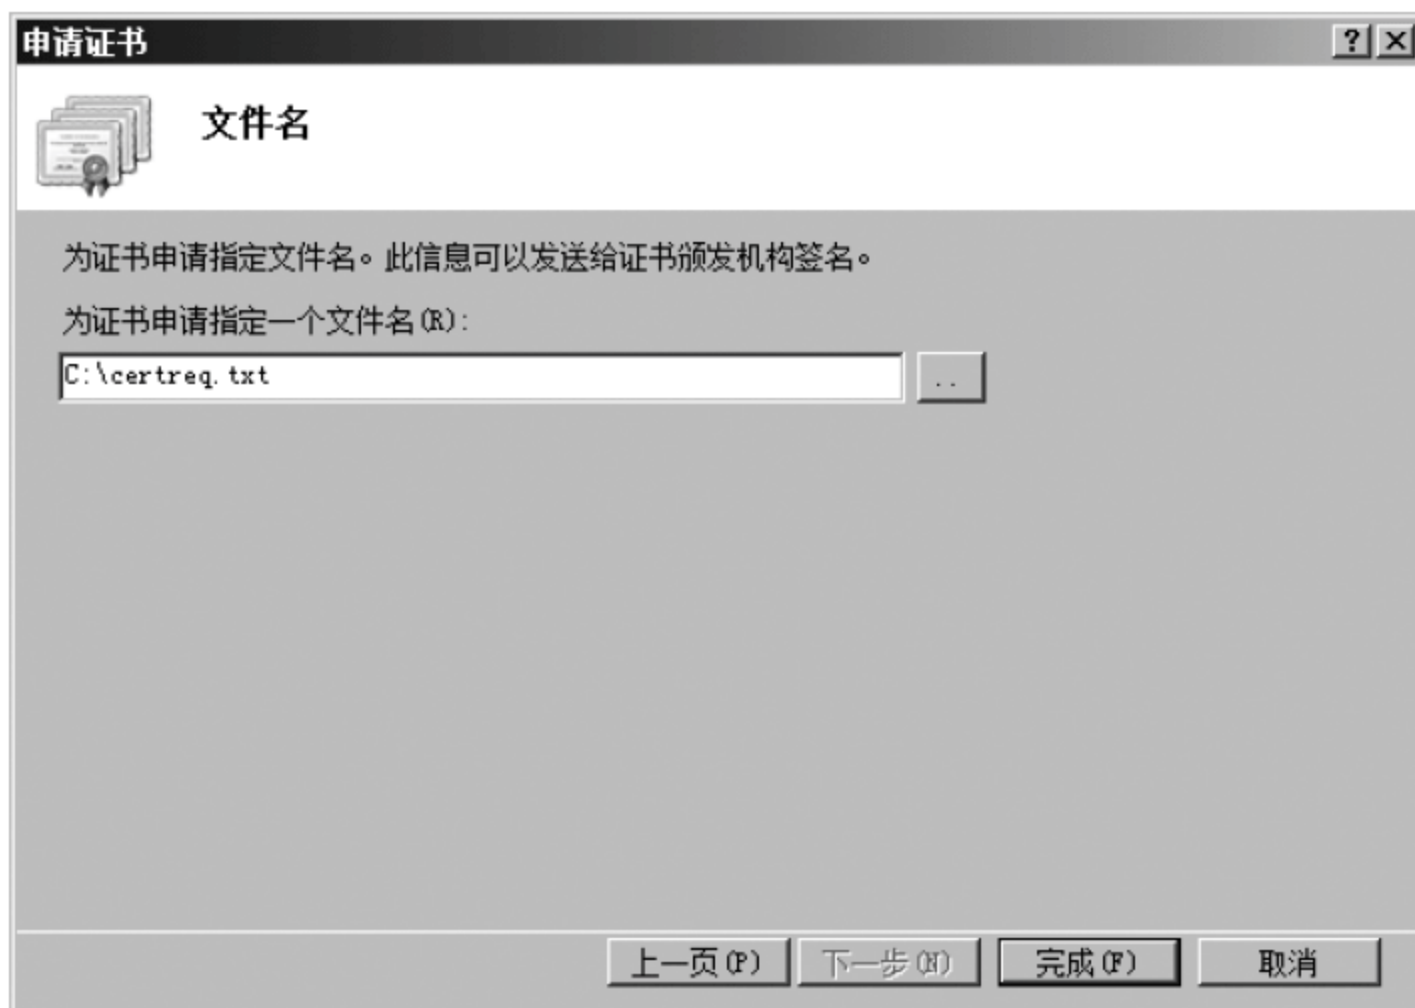 申请证书
文件名
为证书申请指定文件名。此信息可以发送给证书颁发机构签名。
为证书申请指定一个文件名(R):
C:\certreq.txt
..
上一页(P) 下一步(N) 完成(F) 取消